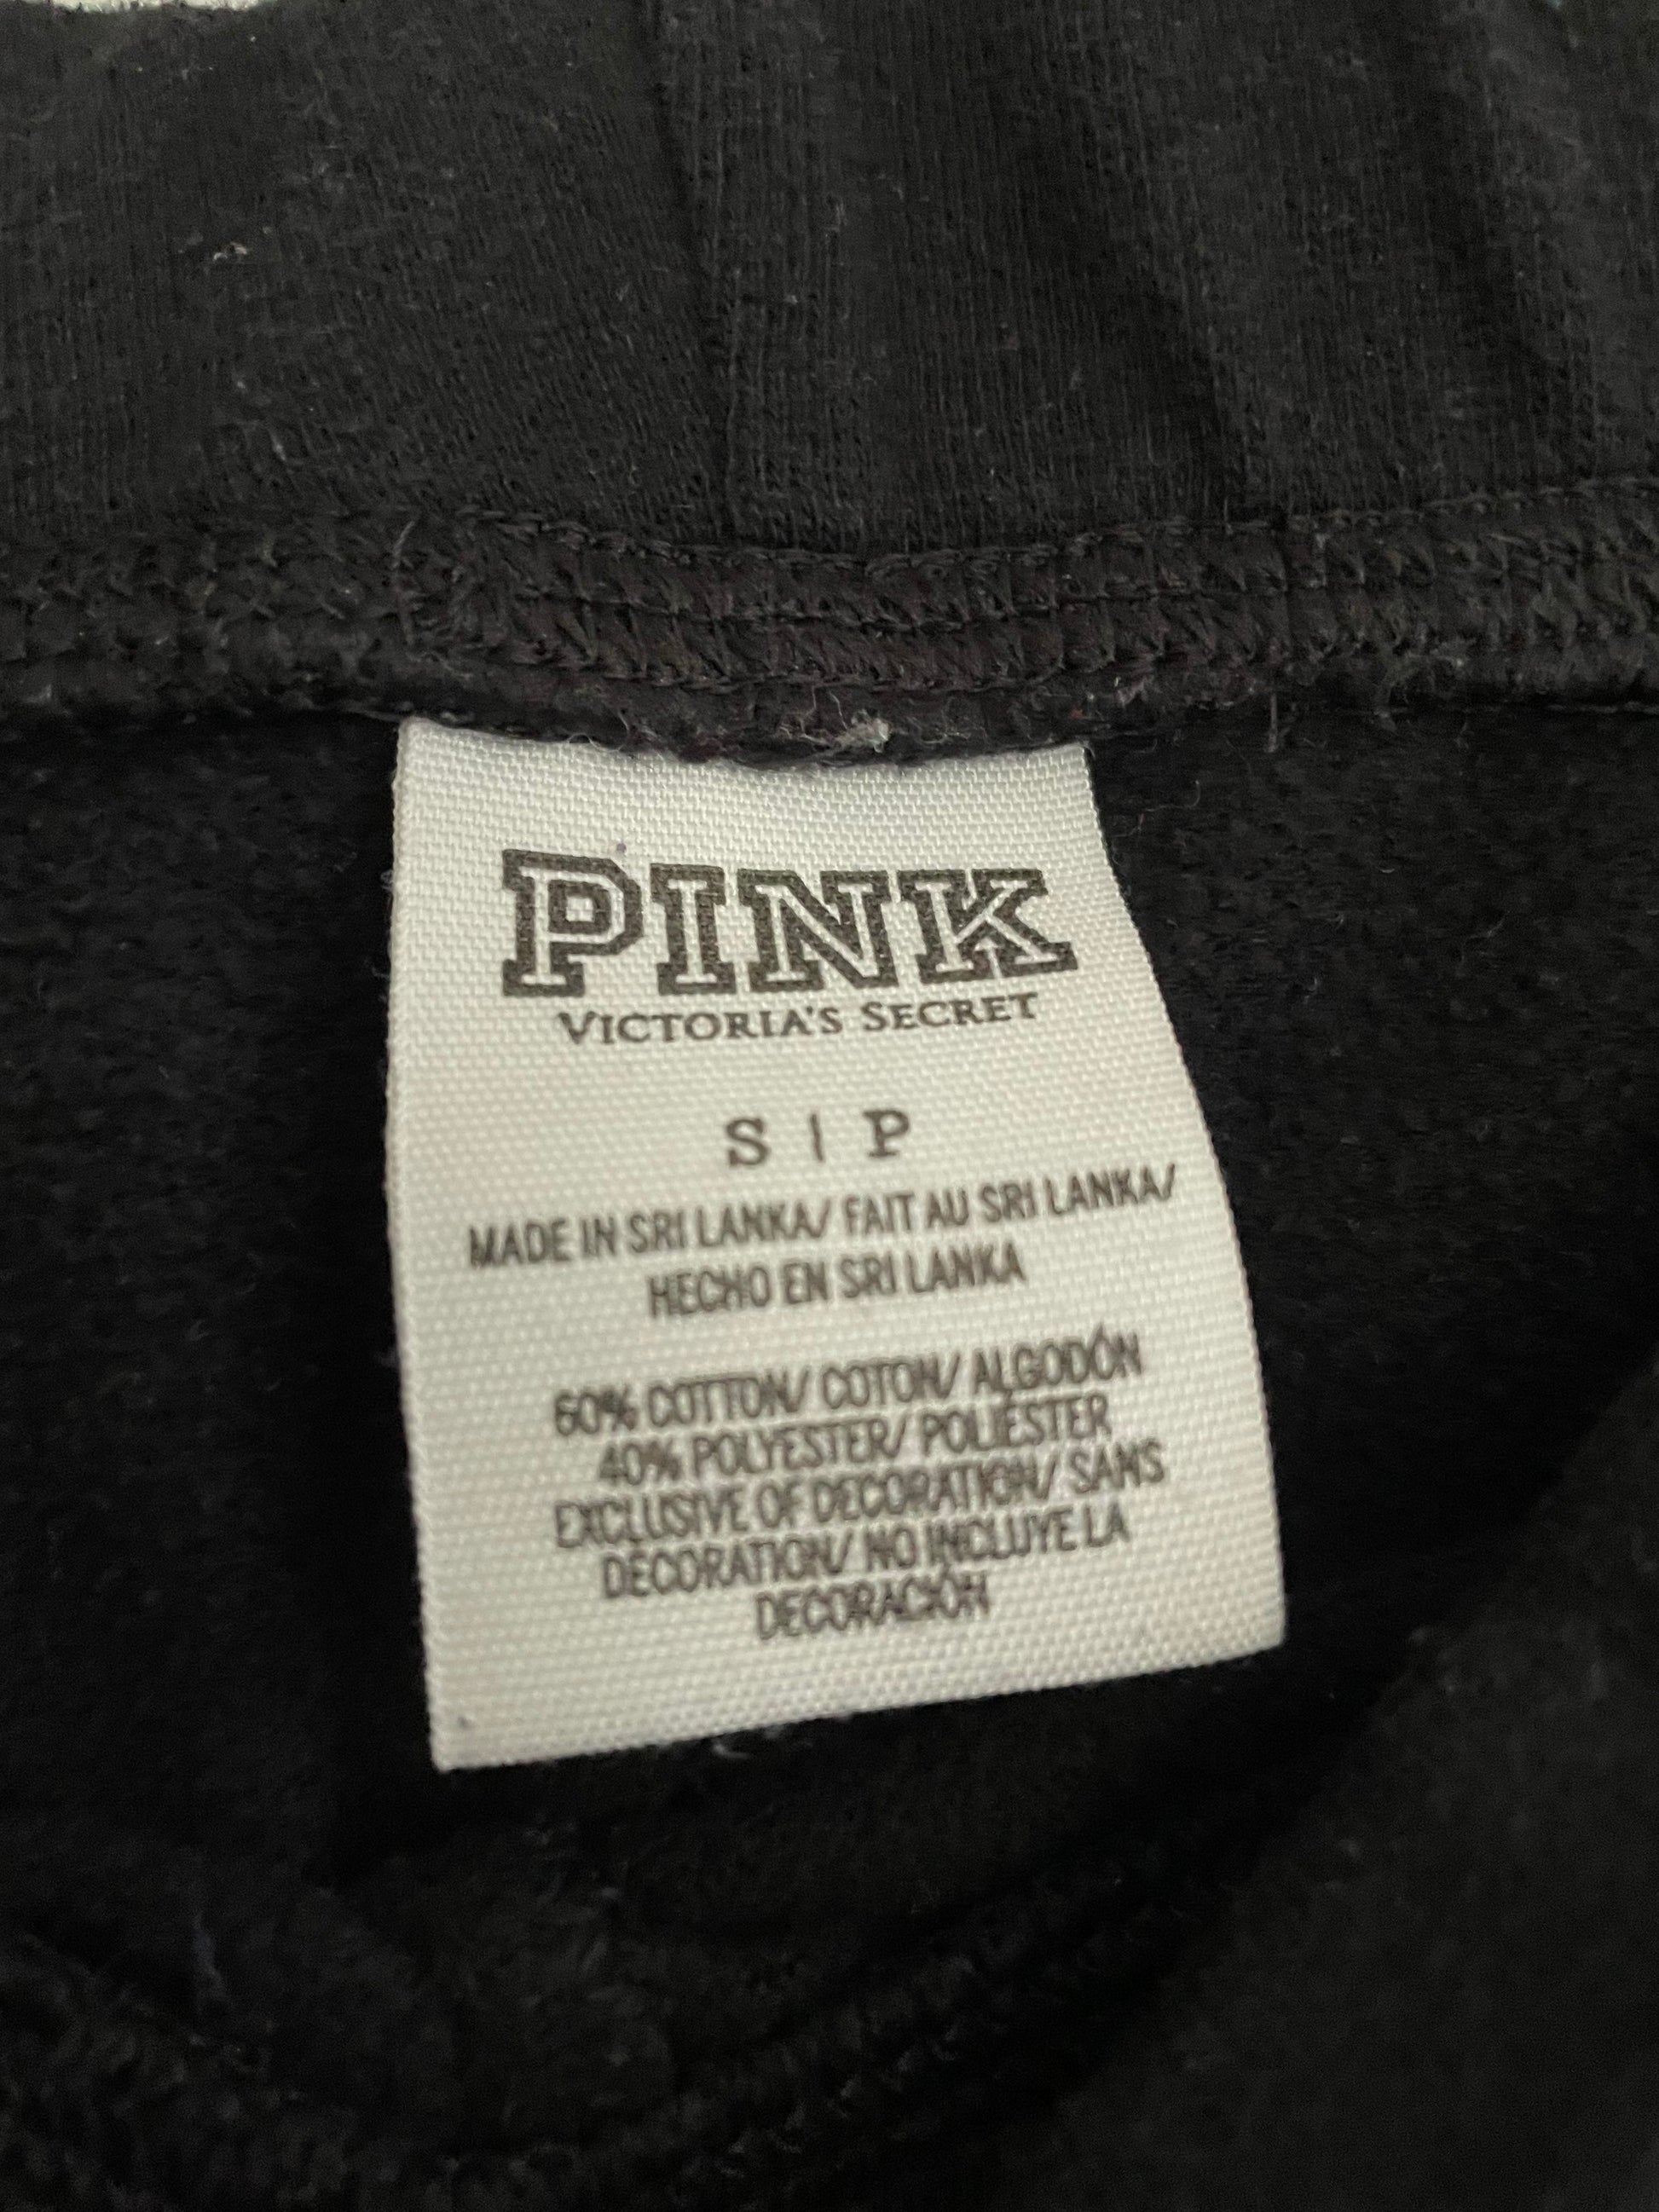 PINK
VICTORIA'S SECRET
S | P
MADE IN SRI LANKA/ FAIT AU SRI LANKA/
HECHO EN SRI LANKA
60% COTTON/ COTON/ ALGODÓN
40% POLYESTER/ POLIÉSTER
EXCLUSIVE OF DECORATION/ SANS
DÉCORATION/ NO INCLUYE LA
DECORACIÓN